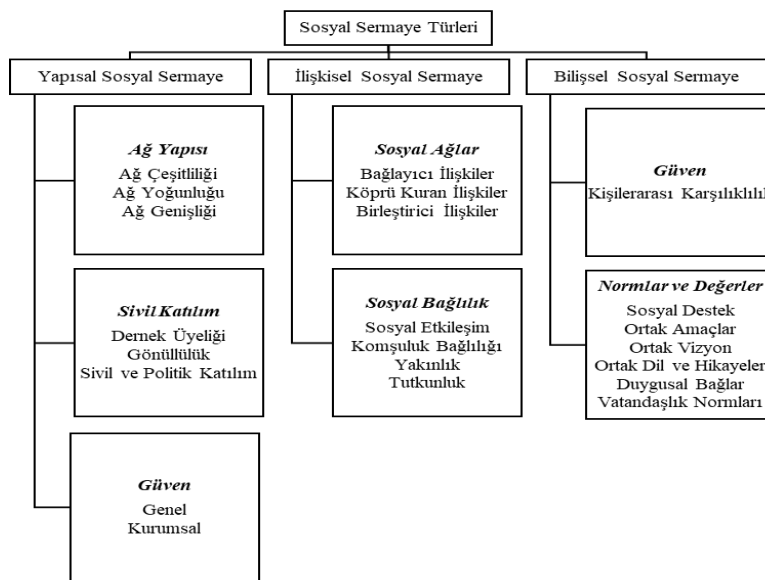 Sosyal Sermaye Türleri
Yapısal Sosyal Sermaye
Ağ Yapısı
Ağ Çeşitliliği
Ağ Yoğunluğu
Ağ Genişliği
Sivil Katılım
Dernek Üyeliği
Gönüllülük
Sivil ve Politik Katılım
Güven
Genel
Kurumsal
İlişkisel Sosyal Sermaye
Sosyal Ağlar
Bağlayıcı İlişkiler
Köprü Kuran İlişkiler
Birleştirici İlişkiler
Sosyal Bağlılık
Sosyal Etkileşim
Komşuluk Bağlılığı
Yakınlık
Tutkunluk
Bilişsel Sosyal Sermaye
Güven
Kişilerarası Karşılıklılık
Normlar ve Değerler
Sosyal Destek
Ortak Amaçlar
Ortak Vizyon
Ortak Dil ve Hikayeler
Duygusal Bağlar
Vatandaşlık Normları